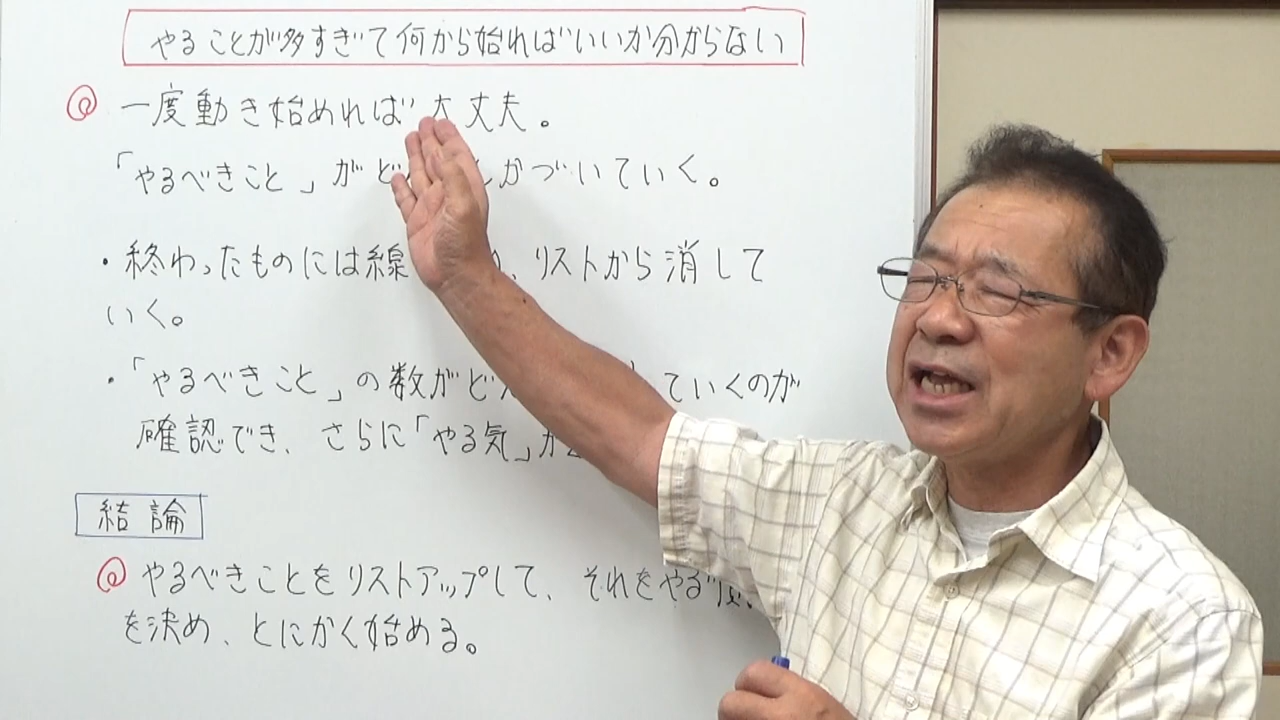 やることが多すぎて何から始ればいいか分からない
◎ 一度動き始めれば大丈夫。
「やるべきこと」がど んかづいていく。
・終わったものには線 、リストから消して
いく。
・「やるべきこと」の数がど ていくのが
確認でき、さらに「やる気」が
結論
◎ やるべきことをリストアップして、それをやる順
を決め、とにかく始める。